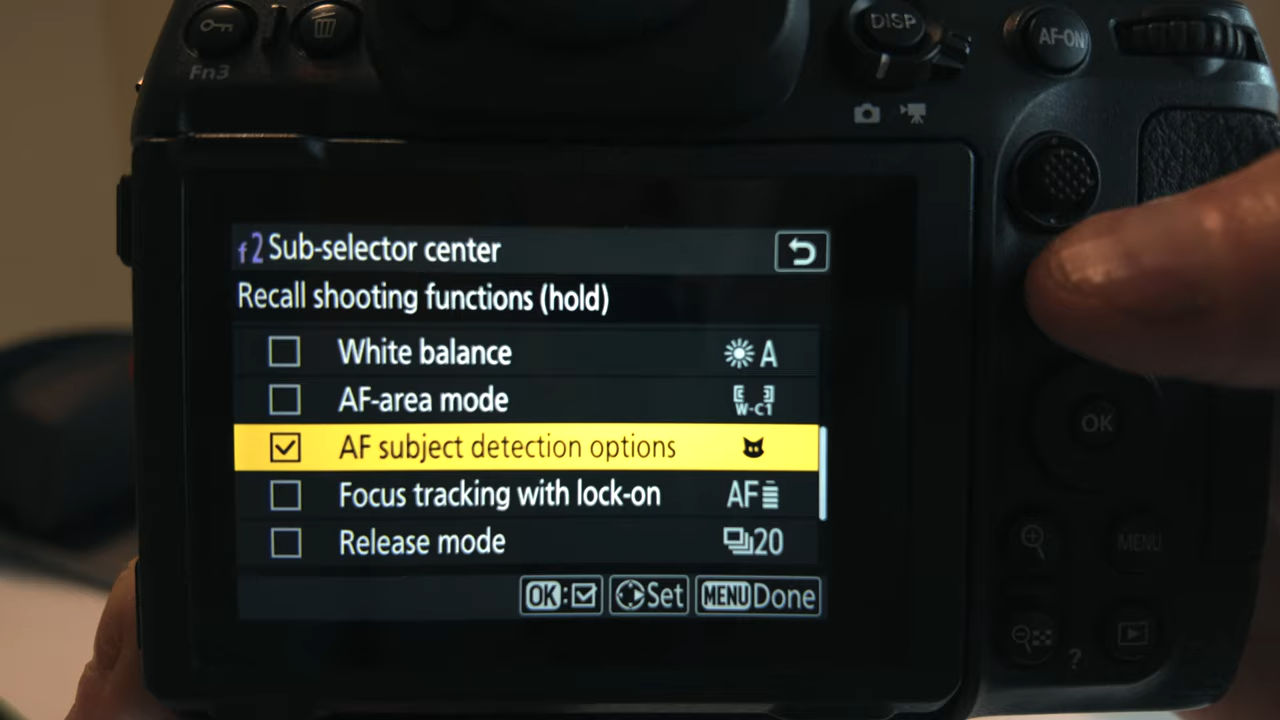 Fn3
DISP
AF-ON
f2 Sub-selector center
Recall shooting functions (hold)
White balance A
AF-area mode W-C1
AF subject detection options
Focus tracking with lock-on AF
Release mode 20
OK: Set MENU Done
OK
MENU
?